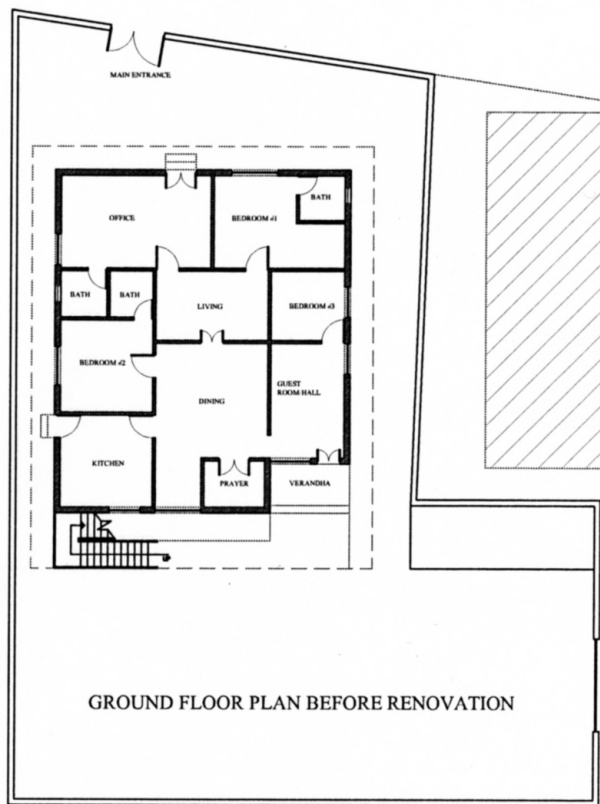 MAIN ENTRANCE
OFFICE
BEDROOM #1
BATH
BATH
BATH
LIVING
BEDROOM #3
BEDROOM #2
DINING
GUEST
ROOM/HALL
KITCHEN
PRAYER
VERANDHA
GROUND FLOOR PLAN BEFORE RENOVATION